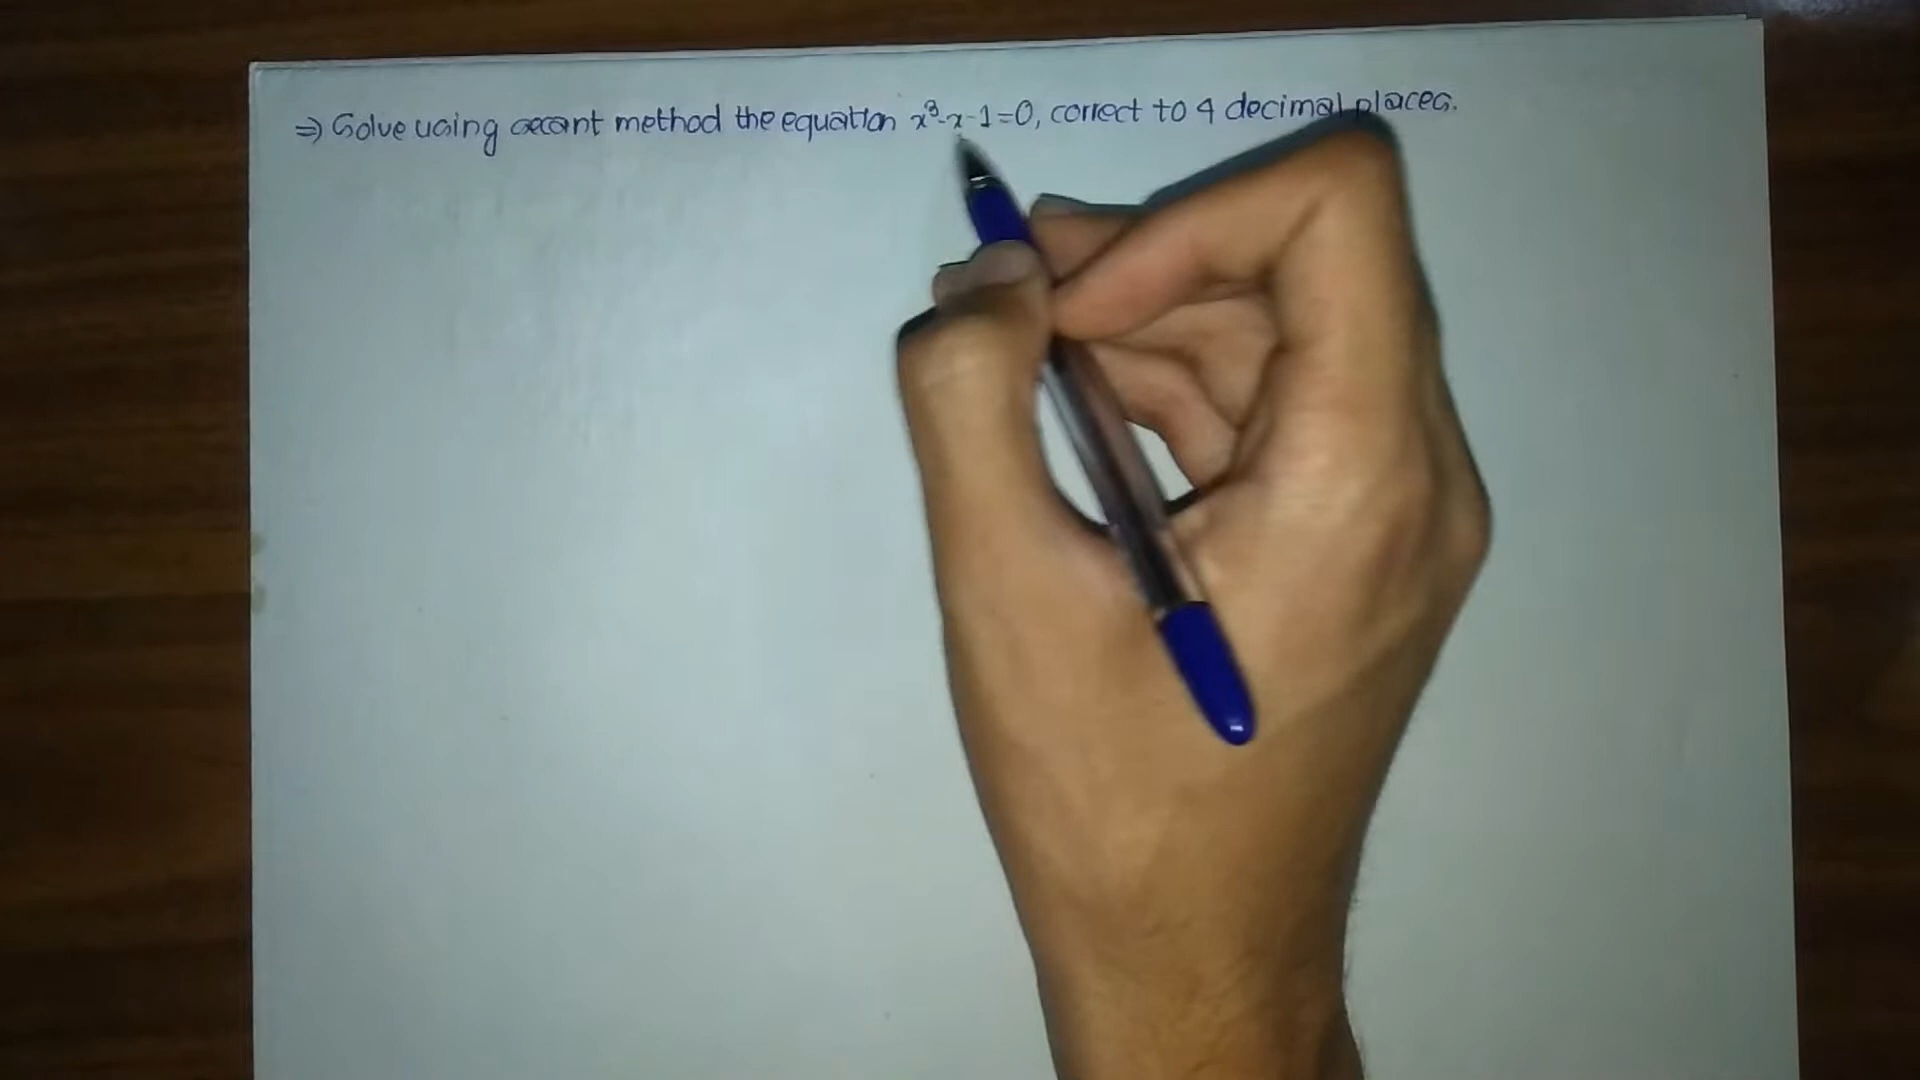 ⇒ Solve using secant method the equation x³-x-1=0, correct to 4 decimal places.